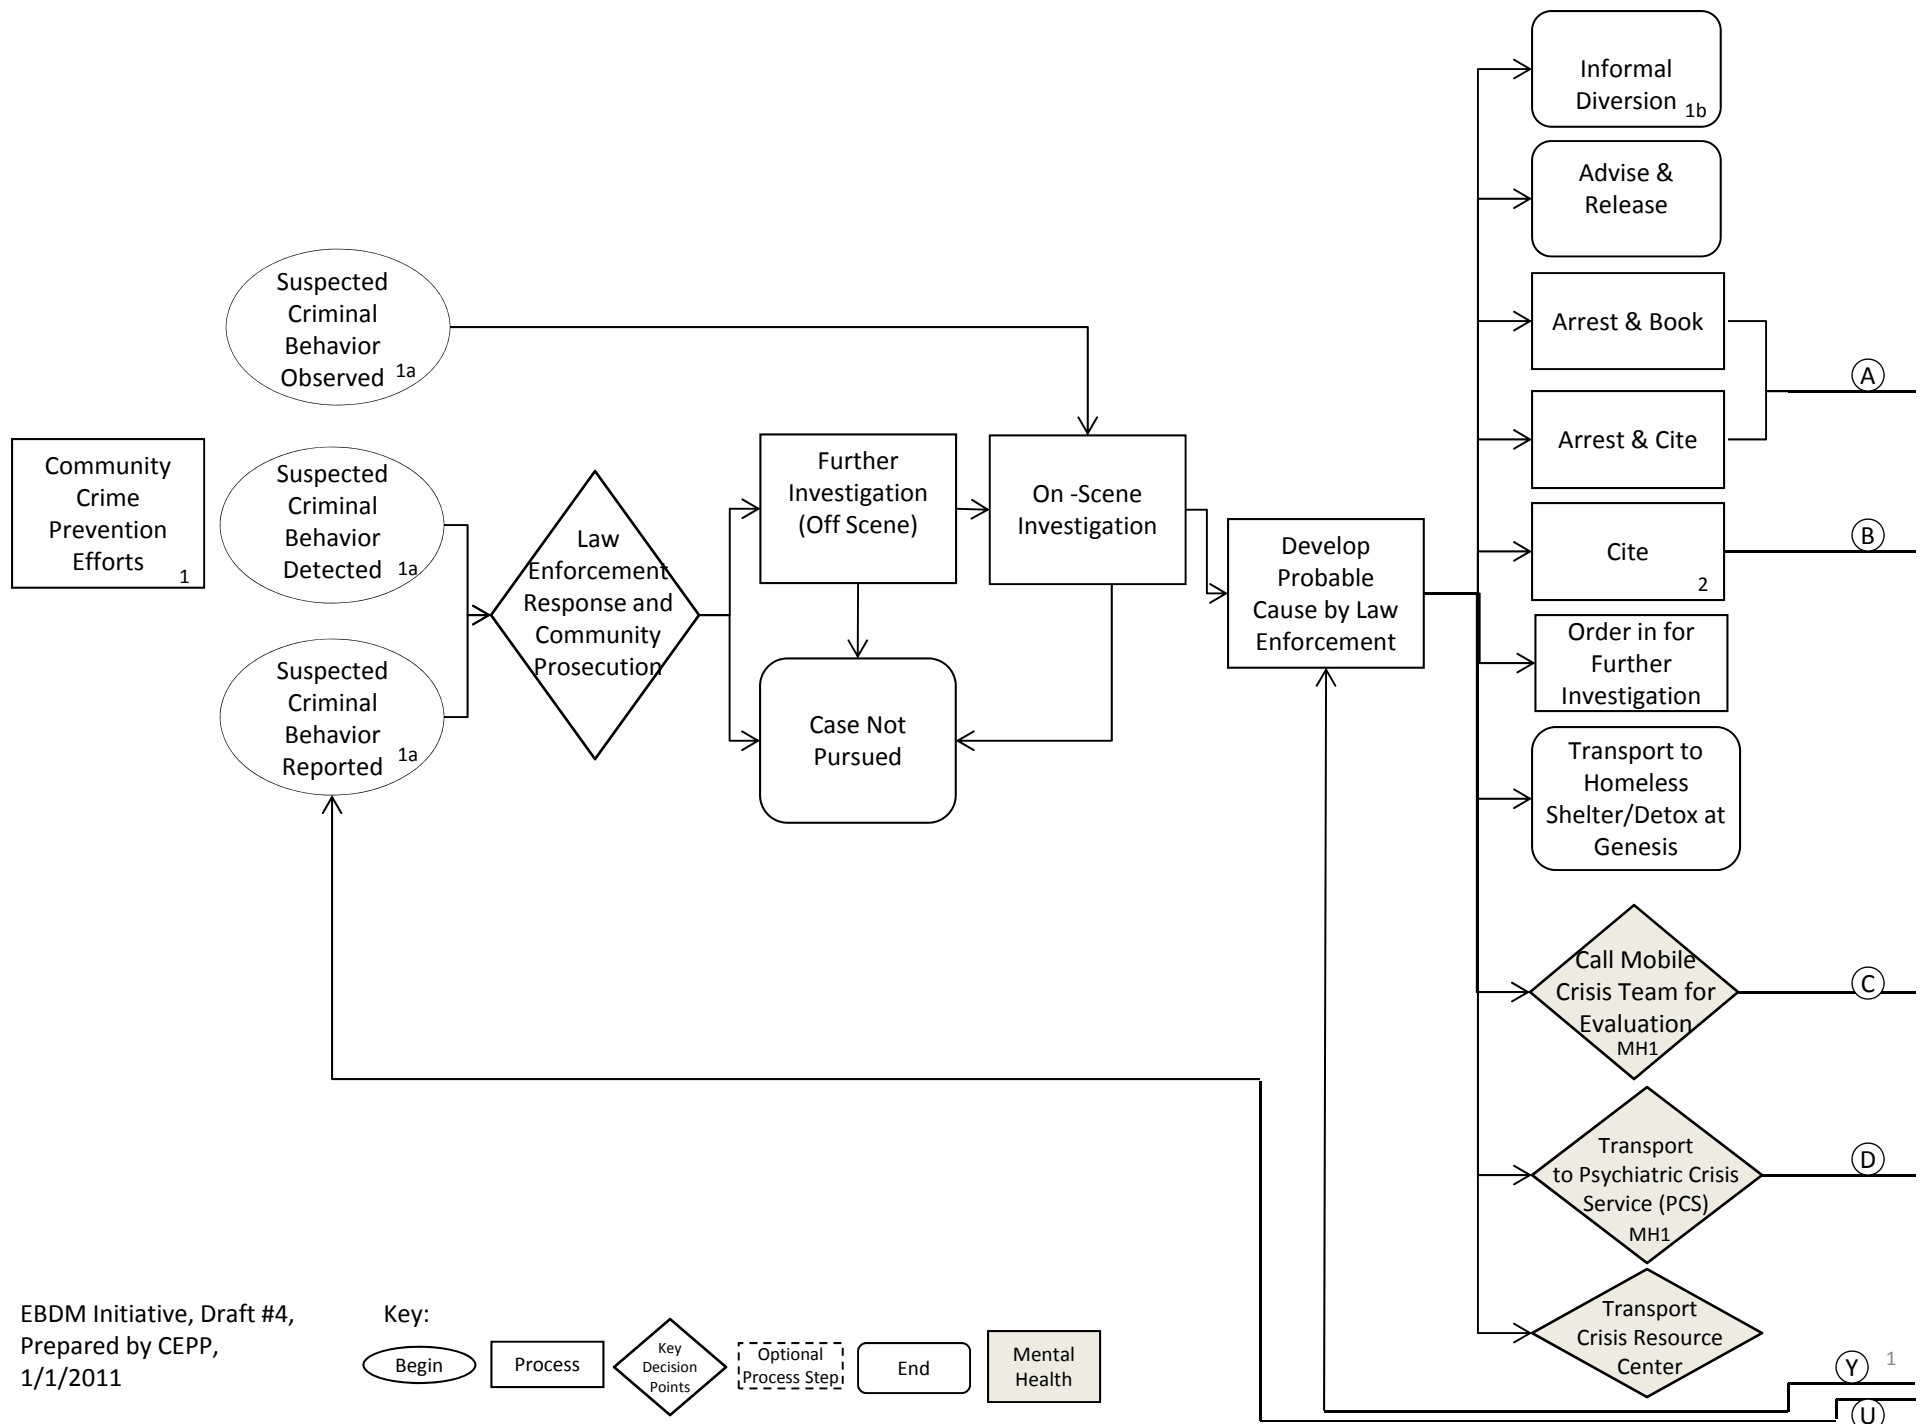 Informal
Diversion 1b
Advise &
Release
Suspected
Criminal
Behavior
Observed 1a
Arrest & Book
A
Arrest & Cite
Community
Crime
Prevention
Efforts 1
Suspected
Criminal
Behavior
Detected 1a
Law
Enforcement
Response and
Community
Prosecution
Further
Investigation
(Off Scene)
On -Scene
Investigation
Develop
Probable
Cause by Law
Enforcement
Cite
2
B
Order in for
Further
Investigation
Suspected
Criminal
Behavior
Reported 1a
Case Not
Pursued
Transport to
Homeless
Shelter/Detox at
Genesis
Call Mobile
Crisis Team for
Evaluation
MH1
C
Transport
to Psychiatric Crisis
Service (PCS)
MH1
D
Transport
Crisis Resource
Center
Y
1
U
EBDM Initiative, Draft #4,
Prepared by CEPP,
1/1/2011
Key:
Begin
Process
Key
Decision
Points
Optional
Process Step
End
Mental
Health